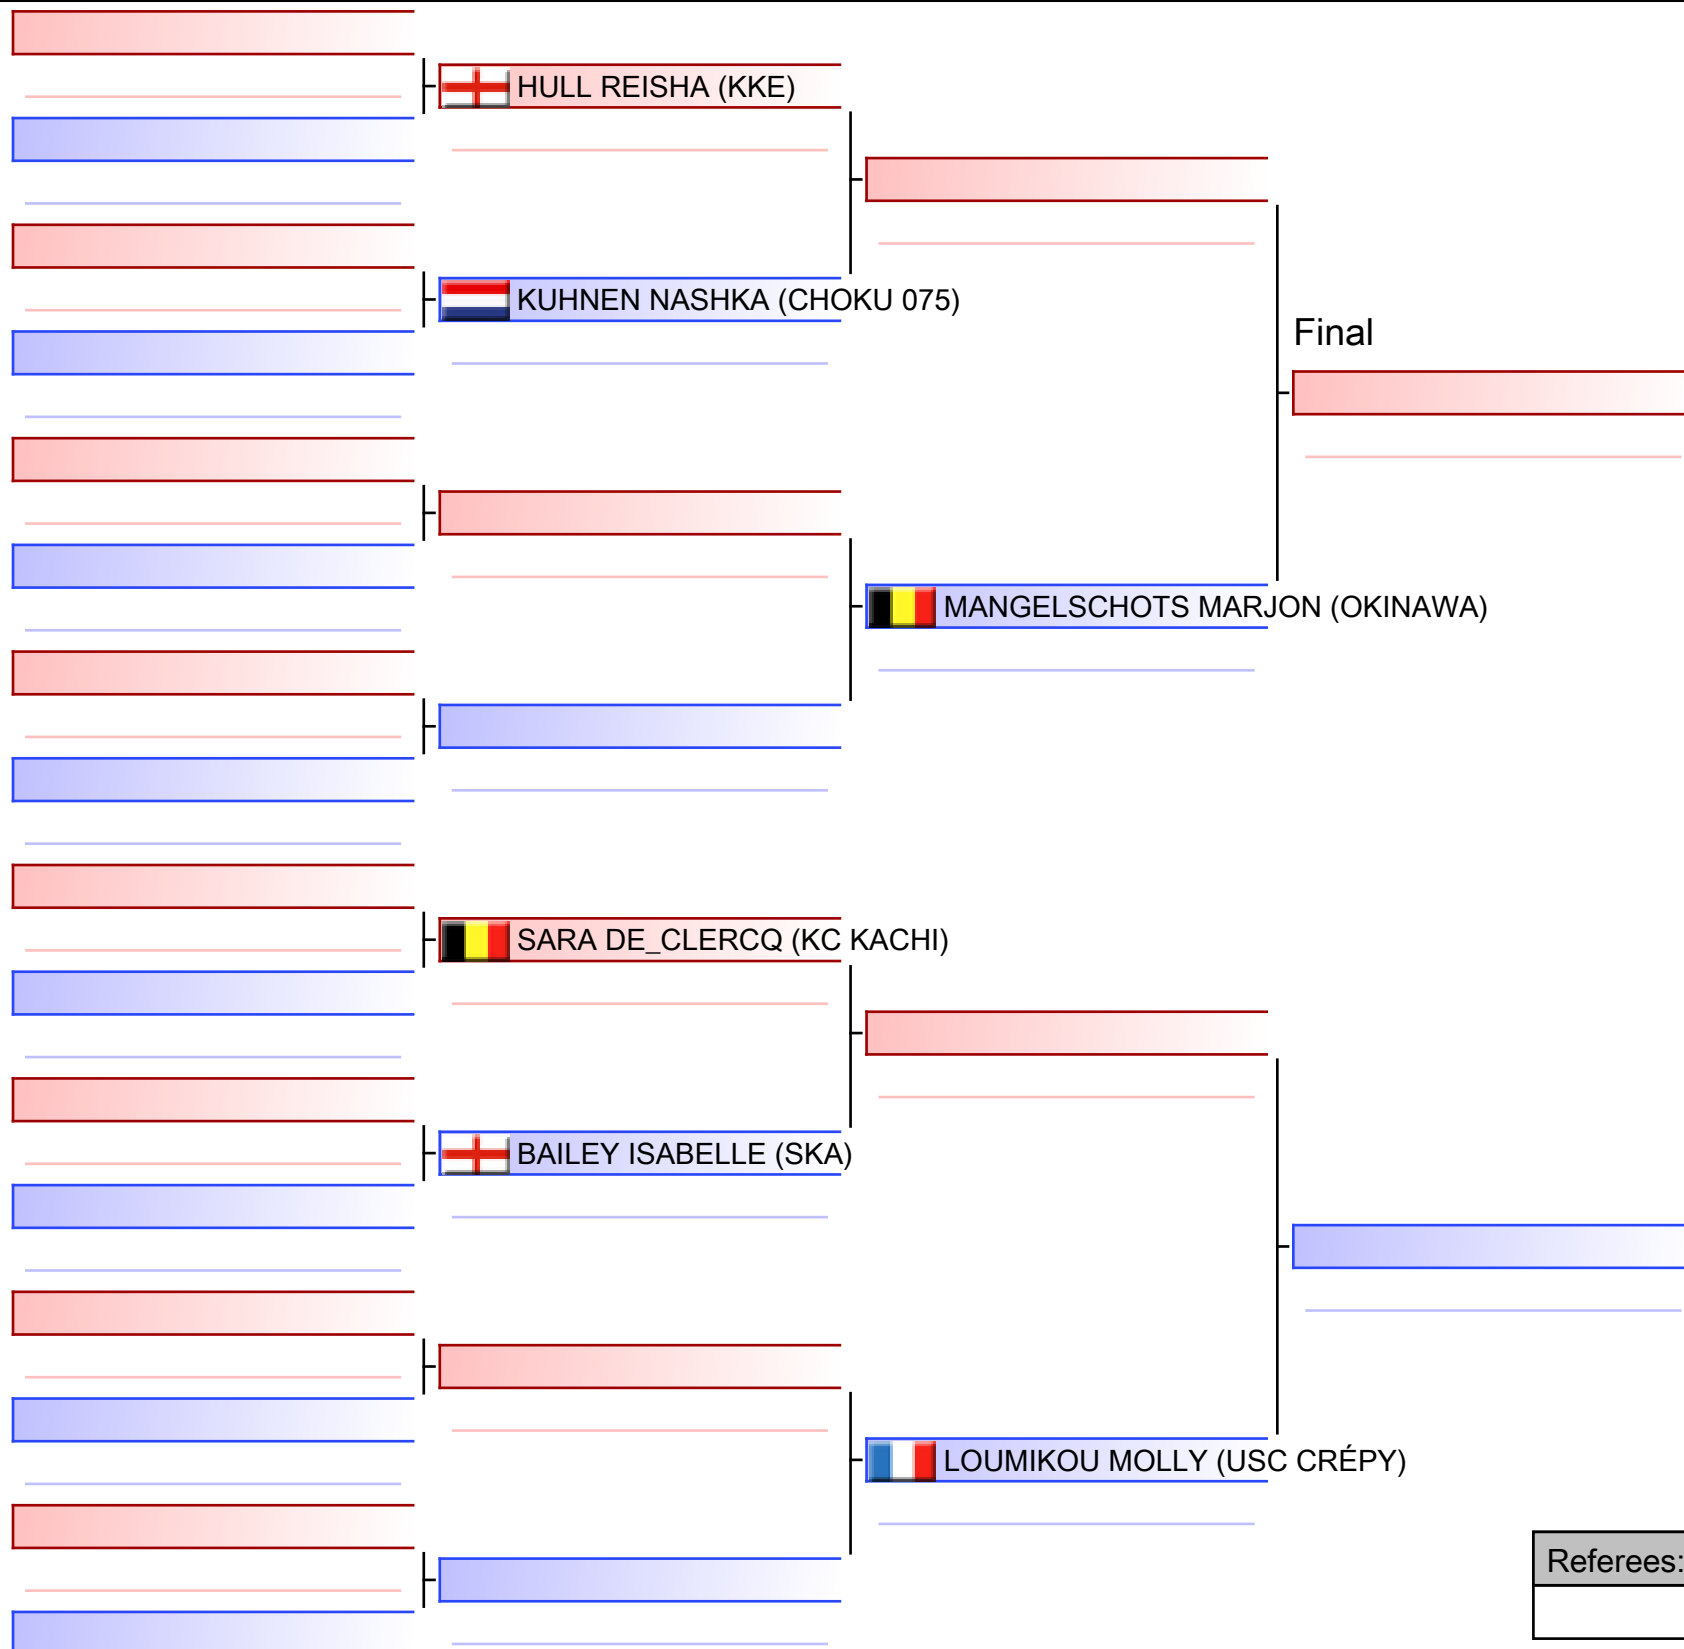 HULL REISHA (KKE)
KUHNEN NASHKA (CHOKU 075)
Final
MANGELSCHOTS MARJON (OKINAWA)
SARA DE_CLERCQ (KC KACHI)
BAILEY ISABELLE (SKA)
LOUMIKOU MOLLY (USC CRÉPY)
Referees: